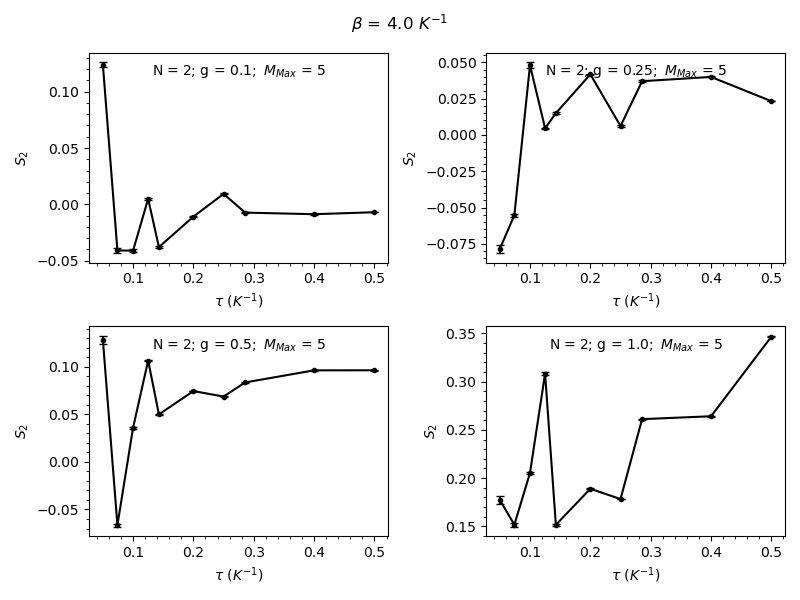 β = 4.0 K⁻¹
N = 2; g = 0.1; M_Max = 5
S₂
0.10
0.05
0.00
−0.05
0.1 0.2 0.3 0.4 0.5
τ (K⁻¹)
N = 2; g = 0.25; M_Max = 5
S₂
0.050
0.025
0.000
−0.025
−0.050
−0.075
0.1 0.2 0.3 0.4 0.5
τ (K⁻¹)
N = 2; g = 0.5; M_Max = 5
S₂
0.10
0.05
0.00
−0.05
0.1 0.2 0.3 0.4 0.5
τ (K⁻¹)
N = 2; g = 1.0; M_Max = 5
S₂
0.35
0.30
0.25
0.20
0.15
0.1 0.2 0.3 0.4 0.5
τ (K⁻¹)